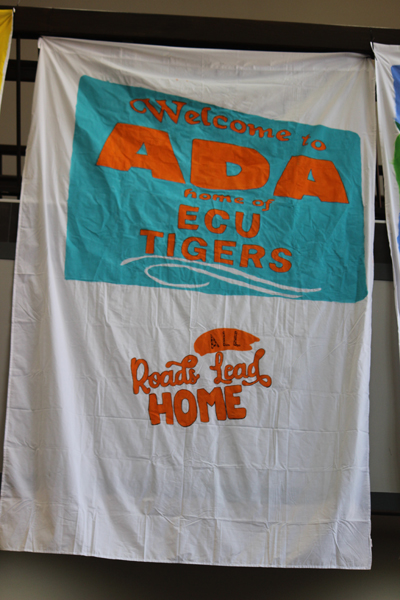 Welcome to
ADA
home of
ECU
TIGERS
ALL
Roads Lead
HOME